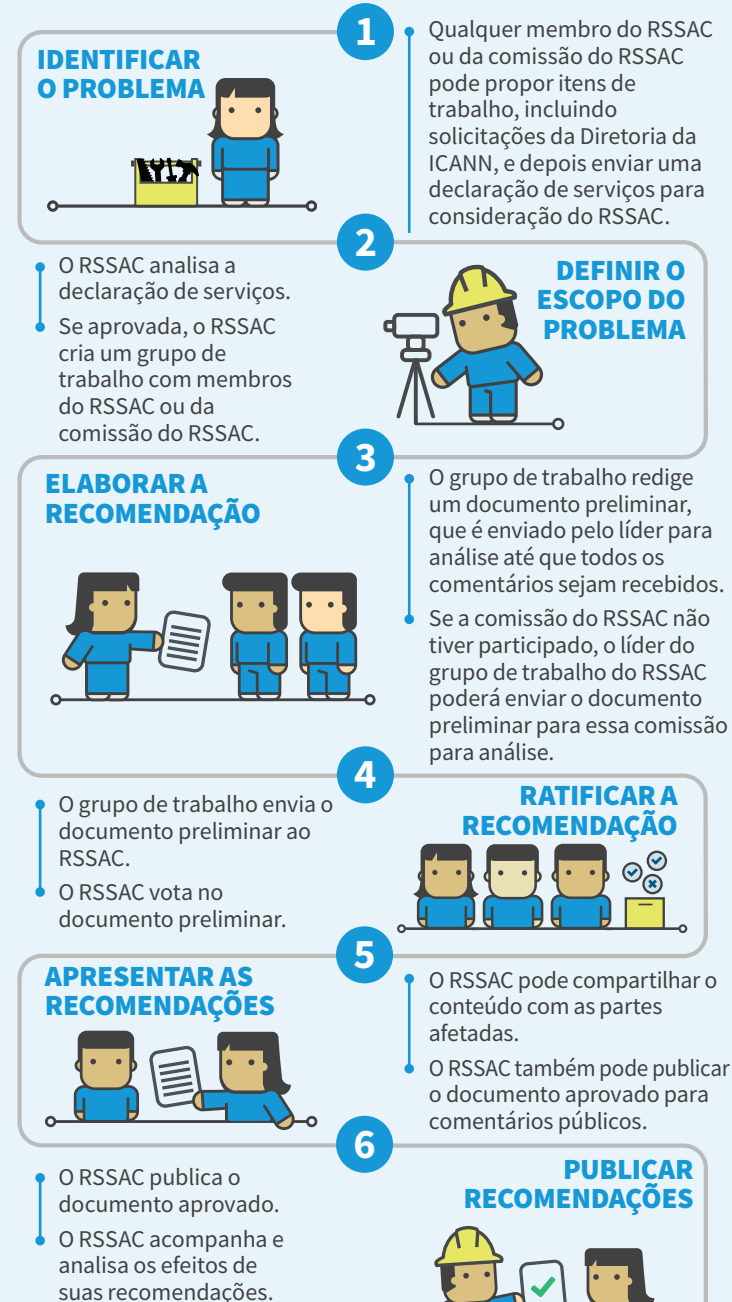 1
IDENTIFICAR
O PROBLEMA
Qualquer membro do RSSAC
ou da comissão do RSSAC
pode propor itens de
trabalho, incluindo
solicitações da Diretoria da
ICANN, e depois enviar uma
declaração de serviços para
consideração do RSSAC.
2
DEFINIR O
ESCOPO DO
PROBLEMA
O RSSAC analisa a
declaração de serviços.
Se aprovada, o RSSAC
cria um grupo de
trabalho com membros
do RSSAC ou da
comissão do RSSAC.
3
ELABORAR A
RECOMENDAÇÃO
O grupo de trabalho redige
um documento preliminar,
que é enviado pelo líder para
análise até que todos os
comentários sejam recebidos.
Se a comissão do RSSAC não
tiver participado, o líder do
grupo de trabalho do RSSAC
poderá enviar o documento
preliminar para essa comissão
para análise.
4
RATIFICAR A
RECOMENDAÇÃO
O grupo de trabalho envia o
documento preliminar ao
RSSAC.
O RSSAC vota no
documento preliminar.
5
APRESENTAR AS
RECOMENDAÇÕES
O RSSAC pode compartilhar o
conteúdo com as partes
afetadas.
O RSSAC também pode publicar
o documento aprovado para
comentários públicos.
6
PUBLICAR
RECOMENDAÇÕES
O RSSAC publica o
documento aprovado.
O RSSAC acompanha e
analisa os efeitos de
suas recomendações.